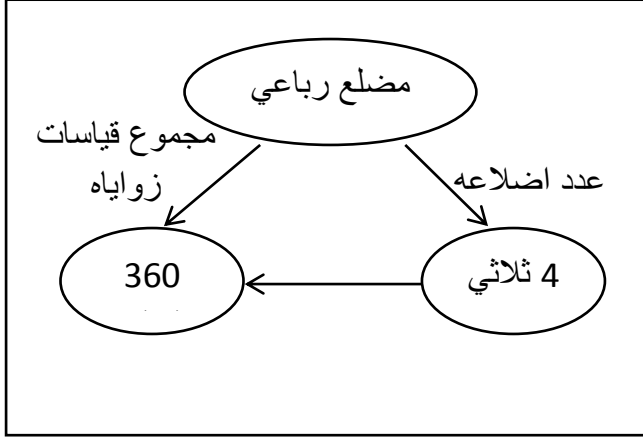 مضلع رباعي
مجموع قياسات
زواياه
عدد اضلاعه
4 ثلاثي
360